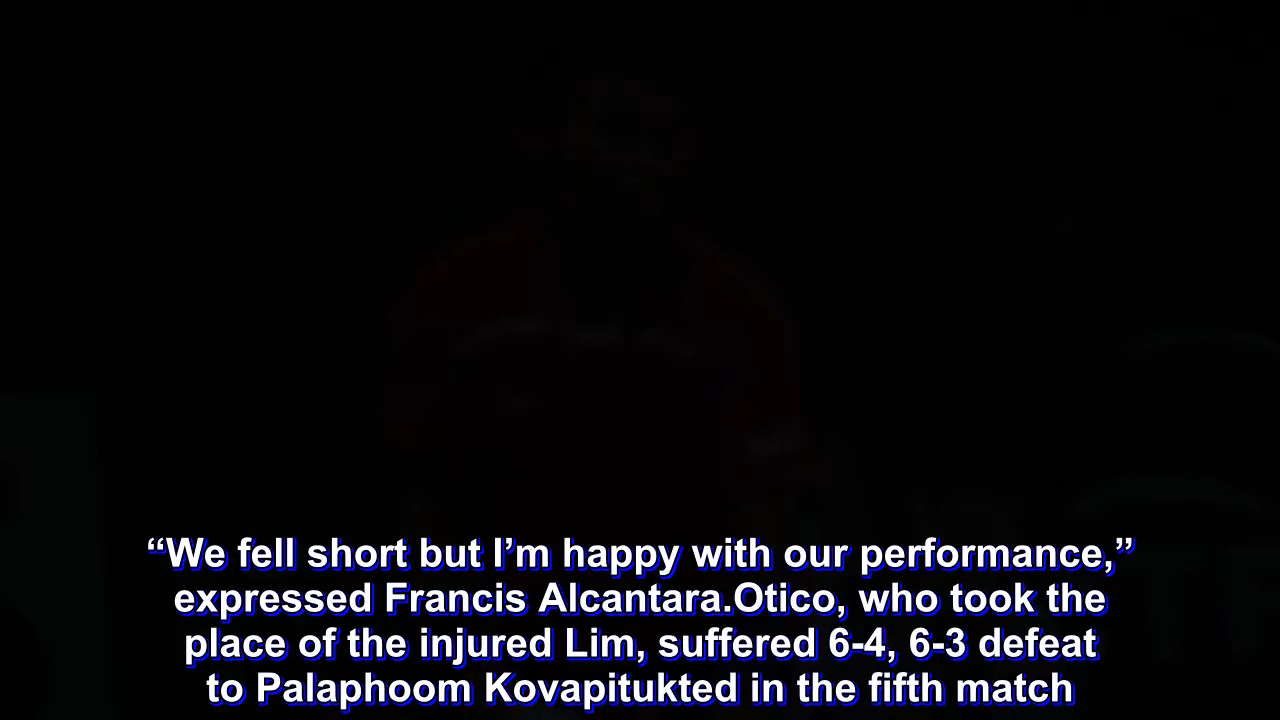 “We fell short but I’m happy with our performance,”
expressed Francis Alcantara.Otico, who took the
place of the injured Lim, suffered 6-4, 6-3 defeat
to Palaphoom Kovapitukted in the fifth match